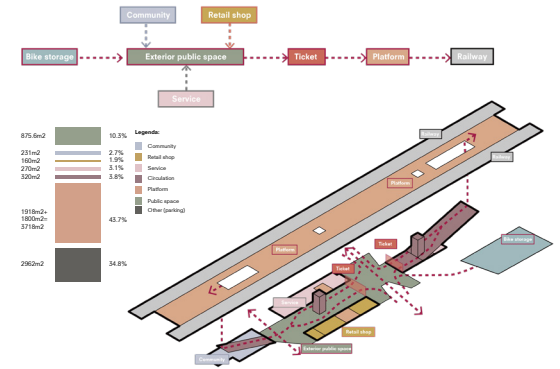 Community
Retail shop
Bike storage
Exterior public space
Ticket
Platform
Railway
Service
875.6m2 10.3%
231m2 2.7%
160m2 1.9%
270m2 3.1%
320m2 3.8%
1918m2+
1800m2=
3718m2
43.7%
2962m2 34.8%
Legends:
Community
Retail shop
Service
Circulation
Platform
Public space
Other (parking)
Railway
Railway
Platform
Platform
Ticket
Ticket
Bike storage
Service
Retail shop
Exterior public space
Community